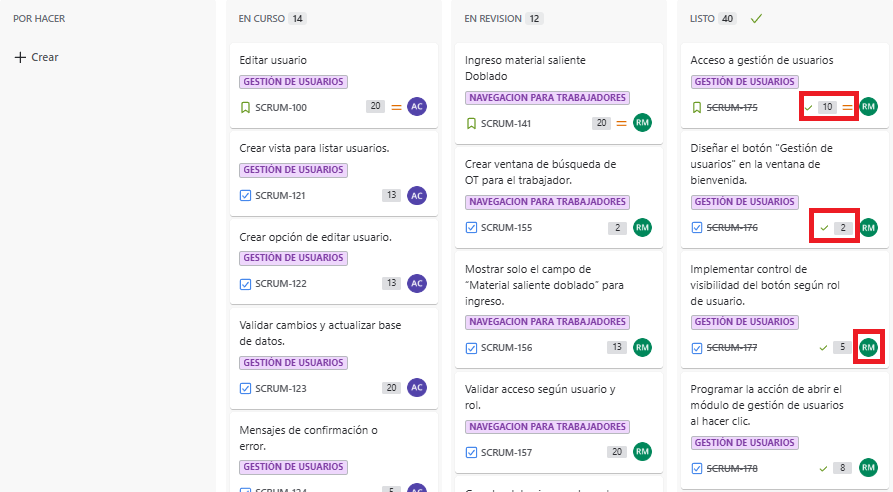 POR HACER
+ Crear
EN CURSO 14
Editar usuario
GESTIÓN DE USUARIOS
SCRUM-100 20 AC
Crear vista para listar usuarios.
GESTIÓN DE USUARIOS
SCRUM-121 13 AC
Crear opción de editar usuario.
GESTIÓN DE USUARIOS
SCRUM-122 13 AC
Validar cambios y actualizar base
de datos.
GESTIÓN DE USUARIOS
SCRUM-123 20 AC
Mensajes de confirmación o
error.
GESTIÓN DE USUARIOS
EN REVISION 12
Ingreso material saliente
Doblado
NAVEGACION PARA TRABAJADORES
SCRUM-141 20 RM
Crear ventana de búsqueda de
OT para el trabajador.
NAVEGACION PARA TRABAJADORES
SCRUM-155 2 RM
Mostrar solo el campo de
“Material saliente doblado” para
ingreso.
NAVEGACION PARA TRABAJADORES
SCRUM-156 13 RM
Validar acceso según usuario y
rol.
NAVEGACION PARA TRABAJADORES
SCRUM-157 20 RM
LISTO 40
Acceso a gestión de usuarios
GESTIÓN DE USUARIOS
SCRUM-175 10 RM
Diseñar el botón “Gestión de
usuarios” en la ventana de
bienvenida.
GESTIÓN DE USUARIOS
SCRUM-176 2 RM
Implementar control de
visibilidad del botón según rol
de usuario.
GESTIÓN DE USUARIOS
SCRUM-177 5 RM
Programar la acción de abrir el
módulo de gestión de usuarios
al hacer clic.
GESTIÓN DE USUARIOS
SCRUM-178 8 RM